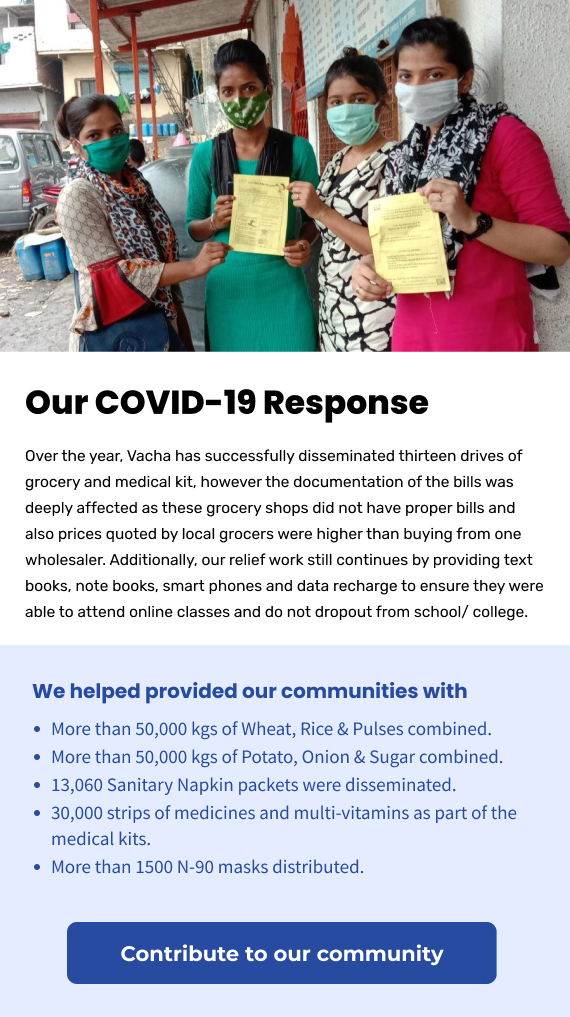 Our COVID-19 Response
Over the year, Vacha has successfully disseminated thirteen drives of
grocery and medical kit, however the documentation of the bills was
deeply affected as these grocery shops did not have proper bills and
also prices quoted by local grocers were higher than buying from one
wholesaler. Additionally, our relief work still continues by providing text
books, note books, smart phones and data recharge to ensure they were
able to attend online classes and do not dropout from school/ college.
We helped provided our communities with
• More than 50,000 kgs of Wheat, Rice & Pulses combined.
• More than 50,000 kgs of Potato, Onion & Sugar combined.
• 13,060 Sanitary Napkin packets were disseminated.
• 30,000 strips of medicines and multi-vitamins as part of the
medical kits.
• More than 1500 N-90 masks distributed.
Contribute to our community